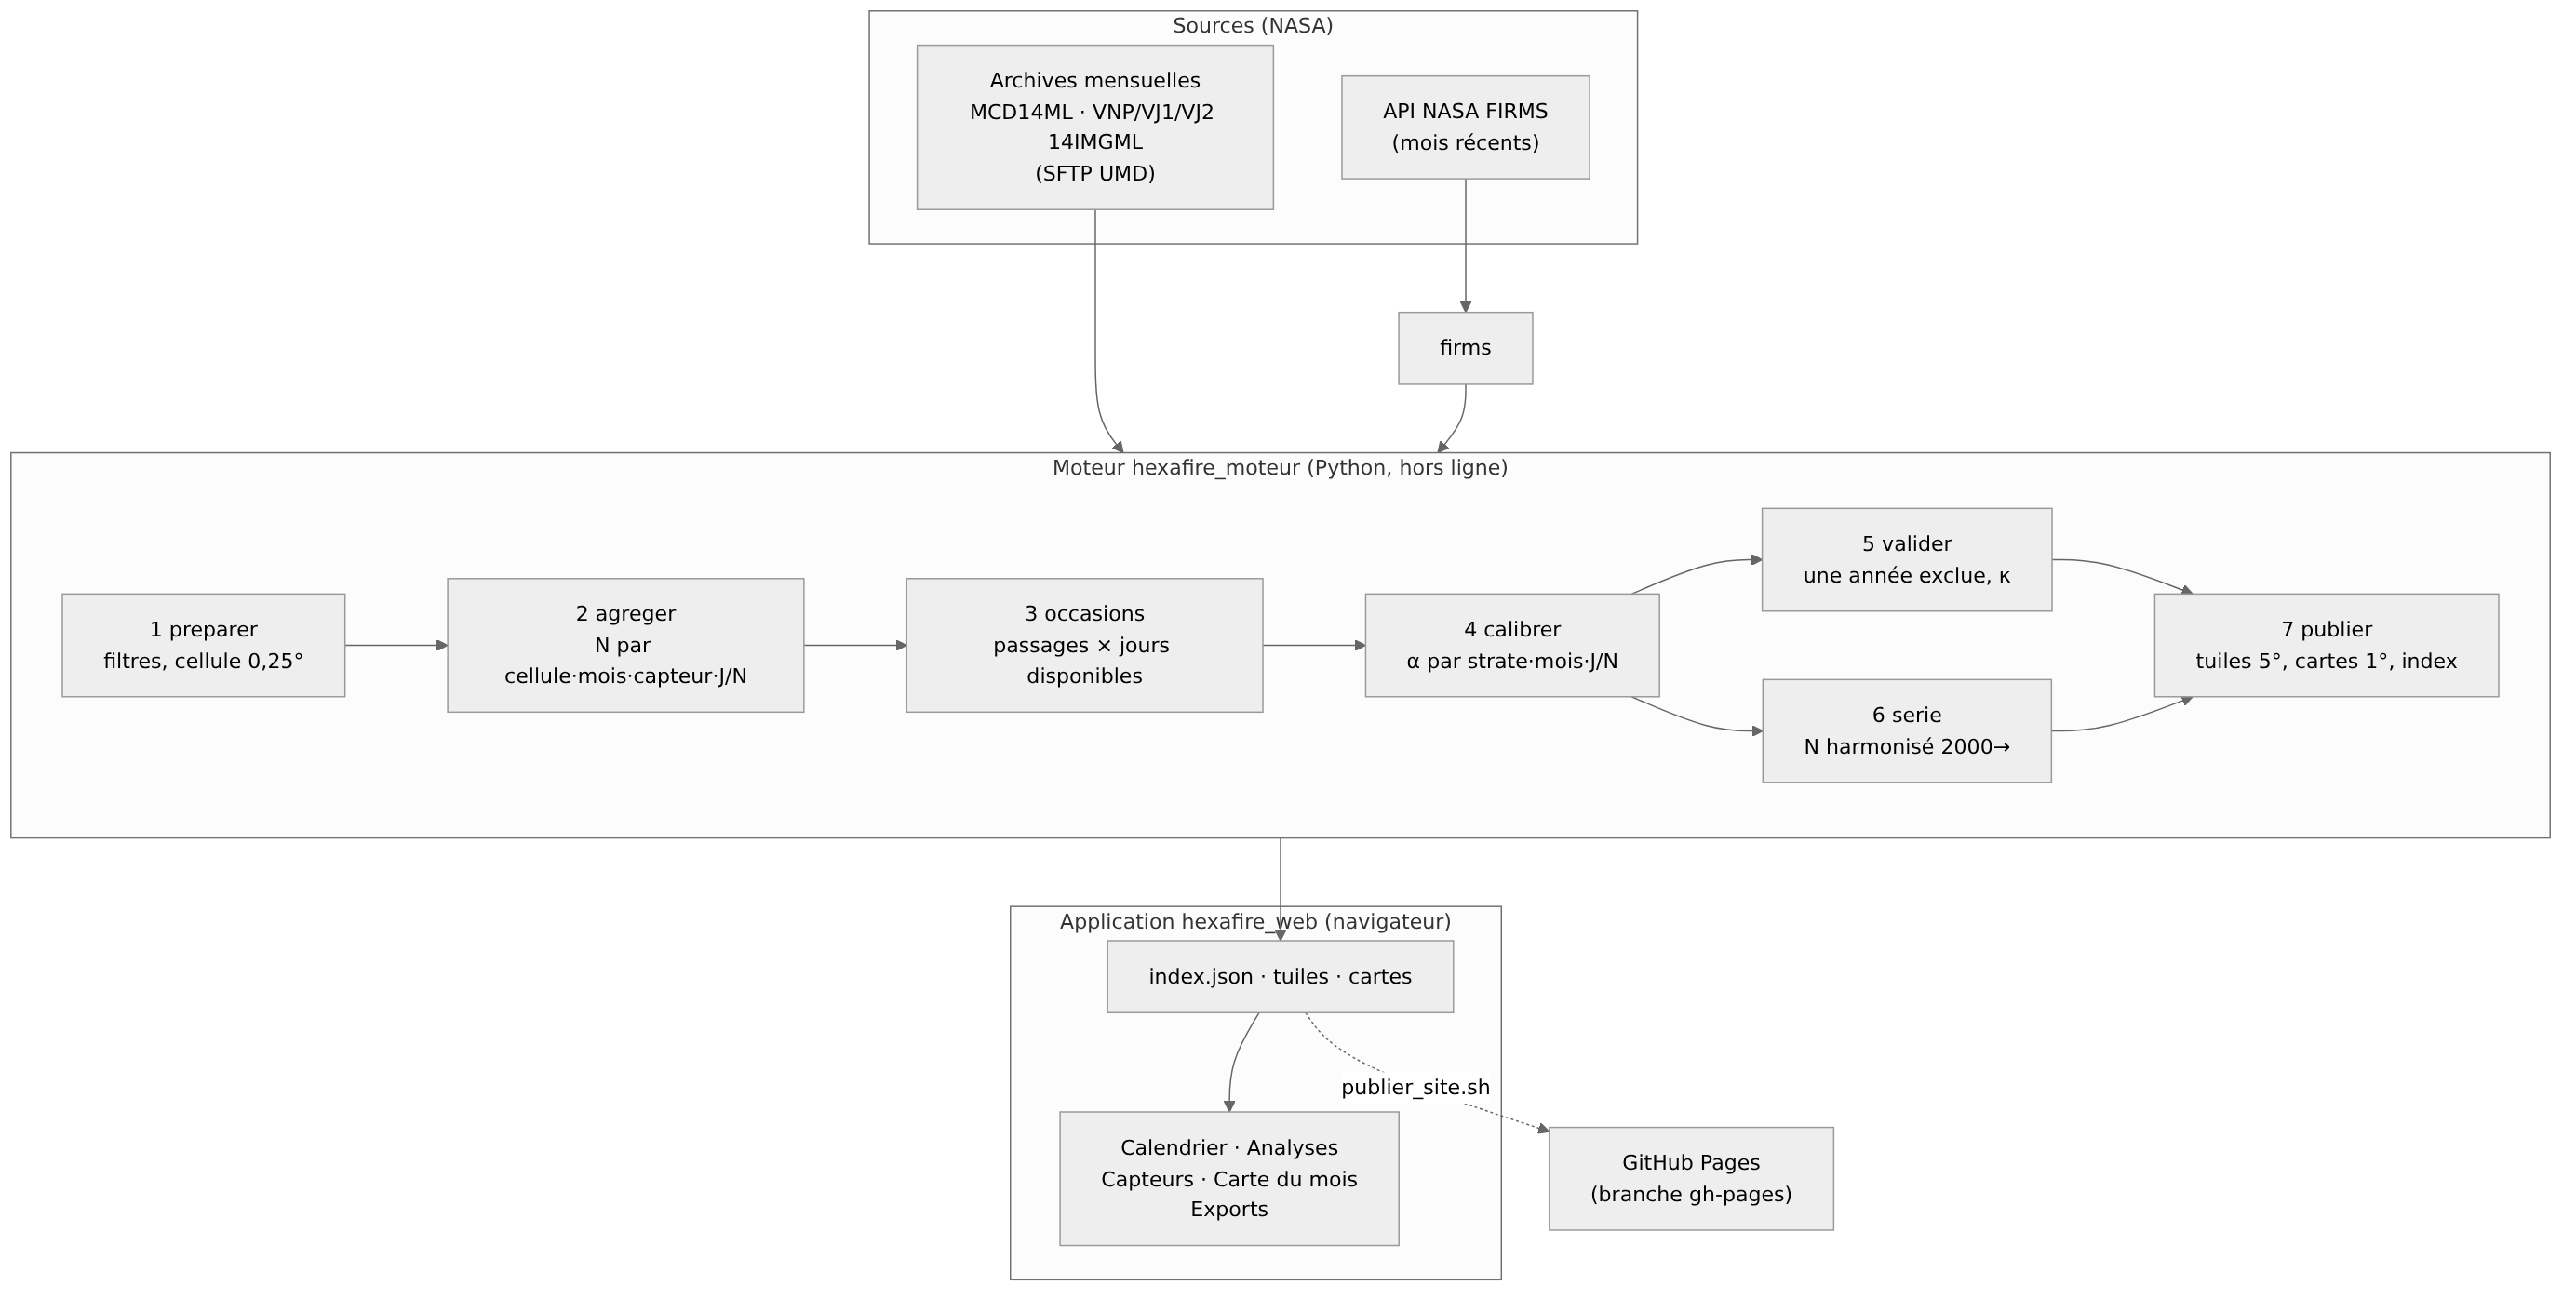 Sources (NASA)
Archives mensuelles
MCD14ML · VNP/VJ1/VJ2
14IMGML
(SFTP UMD)
API NASA FIRMS
(mois récents)
firms
Moteur hexafire_moteur (Python, hors ligne)
1 preparer
filtres, cellule 0,25°
2 agreger
N par
cellule·mois·capteur·J/N
3 occasions
passages × jours
disponibles
4 calibrer
α par strate·mois·J/N
5 valider
une année exclue, κ
6 serie
N harmonisé 2000→
7 publier
tuiles 5°, cartes 1°, index
Application hexafire_web (navigateur)
index.json · tuiles · cartes
publier_site.sh
Calendrier · Analyses
Capteurs · Carte du mois
Exports
GitHub Pages
(branche gh-pages)